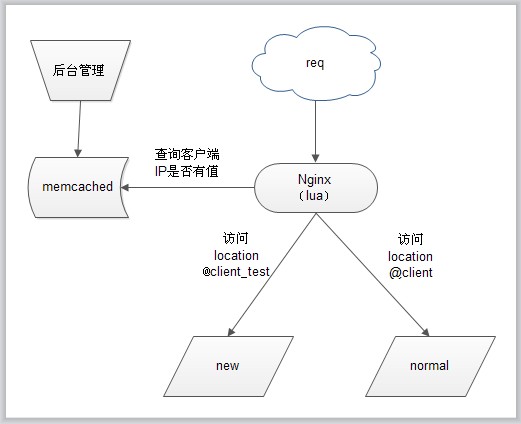 后台管理
req
memcached
查询客户端
IP是否有值
Nginx
（lua）
访问
location
@client_test
访问
location
@client
new
normal